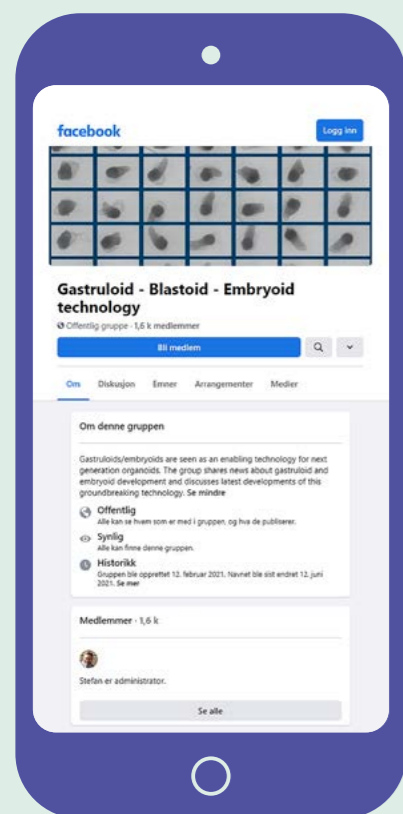 facebook
Logg inn
Gastruloid - Blastoid - Embryoid
technology
Offentlig gruppe · 1,6 k medlemmer
Bli medlem
Om Diskusjon Emner Arrangementer Medier
Om denne gruppen
Gastruloids/embryoids are seen as an enabling technology for next
generation organoids. The group shares news about gastruloid and
embryoid development and discusses latest developments of this
groundbreaking technology. Se mindre
Offentlig
Alle kan se hvem som er med i gruppen, og hva de publiserer.
Synlig
Alle kan finne denne gruppen.
Historikk
Gruppen ble opprettet 12. februar 2021. Navnet ble sist endret 12. juni
2021. Se mer
Medlemmer · 1,6 k
Stefan er administrator.
Se alle